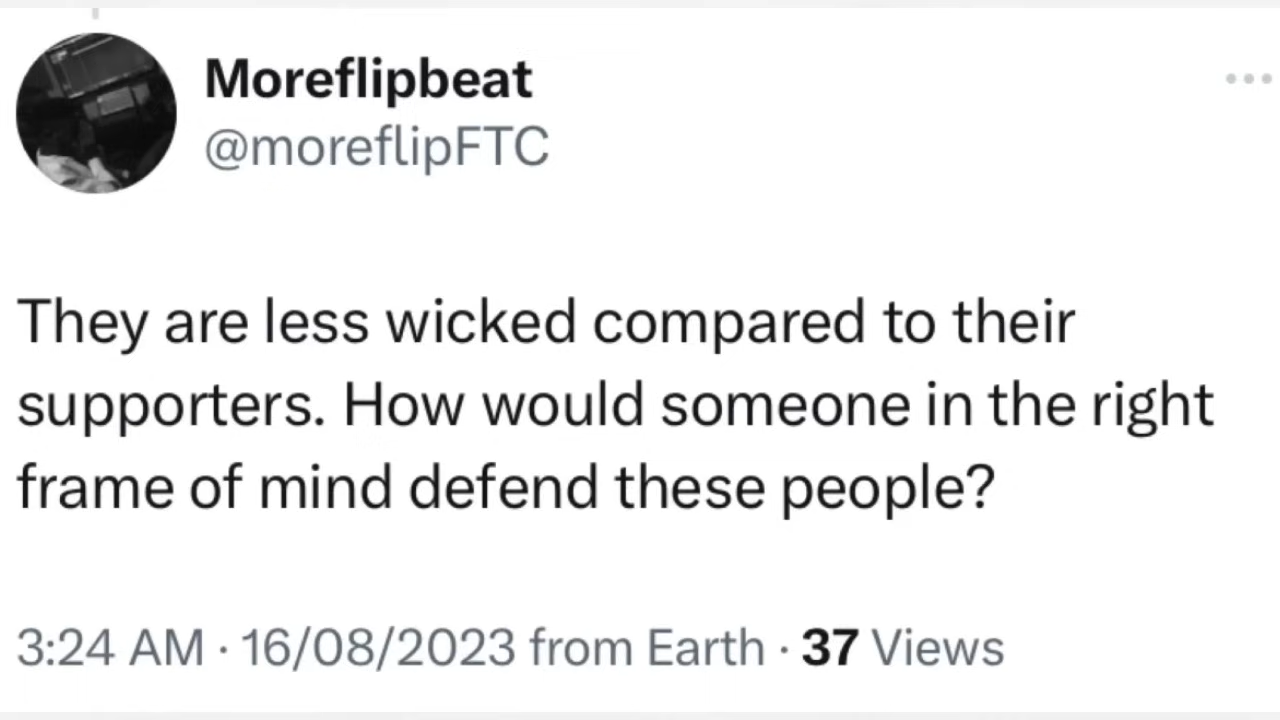 Moreflipbeat
@moreflipFTC
They are less wicked compared to their
supporters. How would someone in the right
frame of mind defend these people?
3:24 AM · 16/08/2023 from Earth · 37 Views